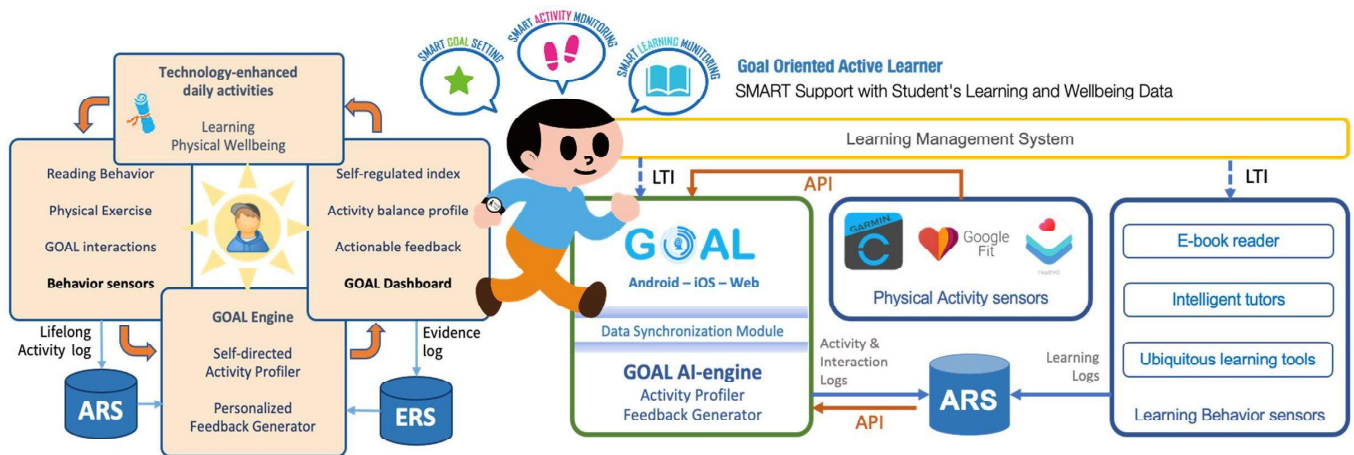 SMART GOAL SETTING
SMART ACTIVITY MONITORING
SMART LEARNING MONITORING
Goal Oriented Active Learner
SMART Support with Student's Learning and Wellbeing Data
Technology-enhanced
daily activities
Learning
Physical Wellbeing
Reading Behavior
Physical Exercise
GOAL interactions
Behavior sensors
Self-regulated index
Activity balance profile
Actionable feedback
GOAL Dashboard
Lifelong
Activity log
Evidence
log
GOAL Engine
Self-directed
Activity Profiler
Personalized
Feedback Generator
ARS
ERS
Learning Management System
LTI
API
LTI
GOAL
Android – iOS – Web
Data Synchronization Module
GOAL AI-engine
Activity Profiler
Feedback Generator
GARMIN
Google
Fit
HealthKit
Physical Activity sensors
Activity &
Interaction
Logs
API
ARS
Learning
Logs
E-book reader
Intelligent tutors
Ubiquitous learning tools
Learning Behavior sensors